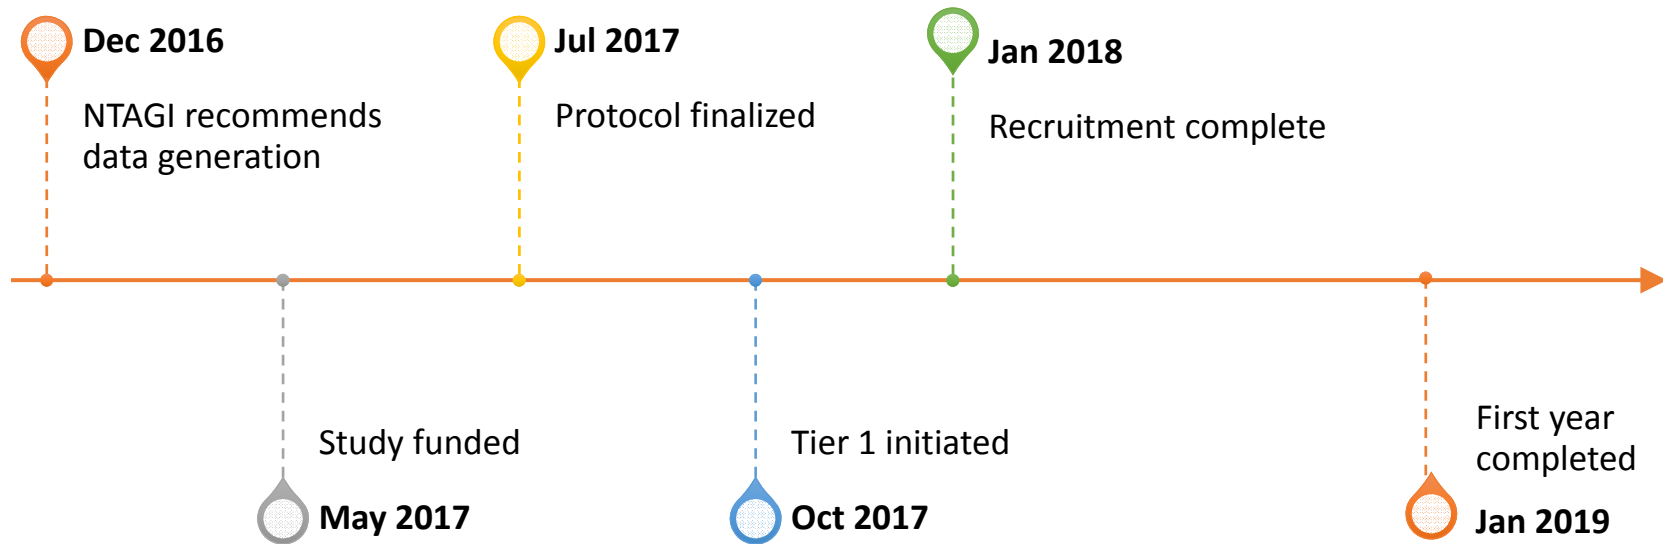 Dec 2016
NTAGI recommends
data generation
Study funded
May 2017
Jul 2017
Protocol finalized
Tier 1 initiated
Oct 2017
Jan 2018
Recruitment complete
First year
completed
Jan 2019